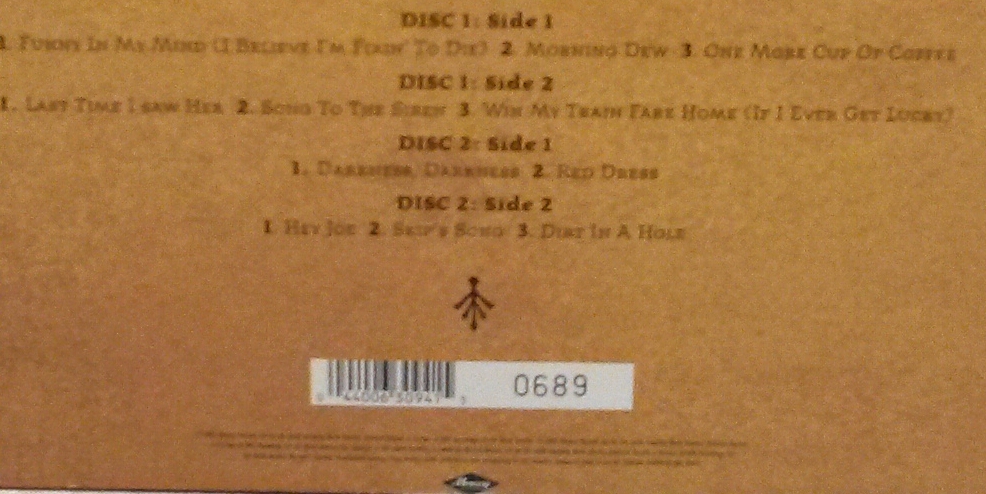 DISC 1: Side 1
1. Funny In My Mind (I Believe I'm Fixin' To Die) 2. Morning Dew 3. One More Cup Of Coffee
DISC 1: Side 2
1. Last Time I saw Her 2. Song To The Siren 3. Win My Train Fare Home (If I Ever Get Lucky)
DISC 2: Side 1
1. Darkness, Darkness 2. Red Dress
DISC 2: Side 2
1. Hey Joe 2. Skip's Song 3. Dirt In A Hole
0689